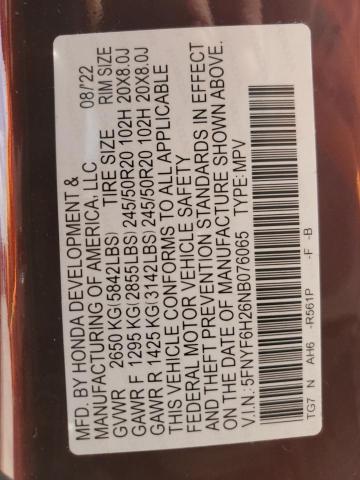 MFD. BY HONDA DEVELOPMENT &
MANUFACTURING OF AMERICA, LLC 08/22
GVWR 2650 KG(5842LBS) TIRE SIZE RIM SIZE
GAWR F 1295 KG(2855LBS) 245/50R20 102H 20X8.0J
GAWR R 1425 KG(3142LBS) 245/50R20 102H 20X8.0J
THIS VEHICLE CONFORMS TO ALL APPLICABLE
FEDERAL MOTOR VEHICLE SAFETY
AND THEFT PREVENTION STANDARDS IN EFFECT
ON THE DATE OF MANUFACTURE SHOWN ABOVE.
V.I.N.: 5FNYF6H26NB076065 TYPE: MPV
TG7 N AH6 -R561P -F -B